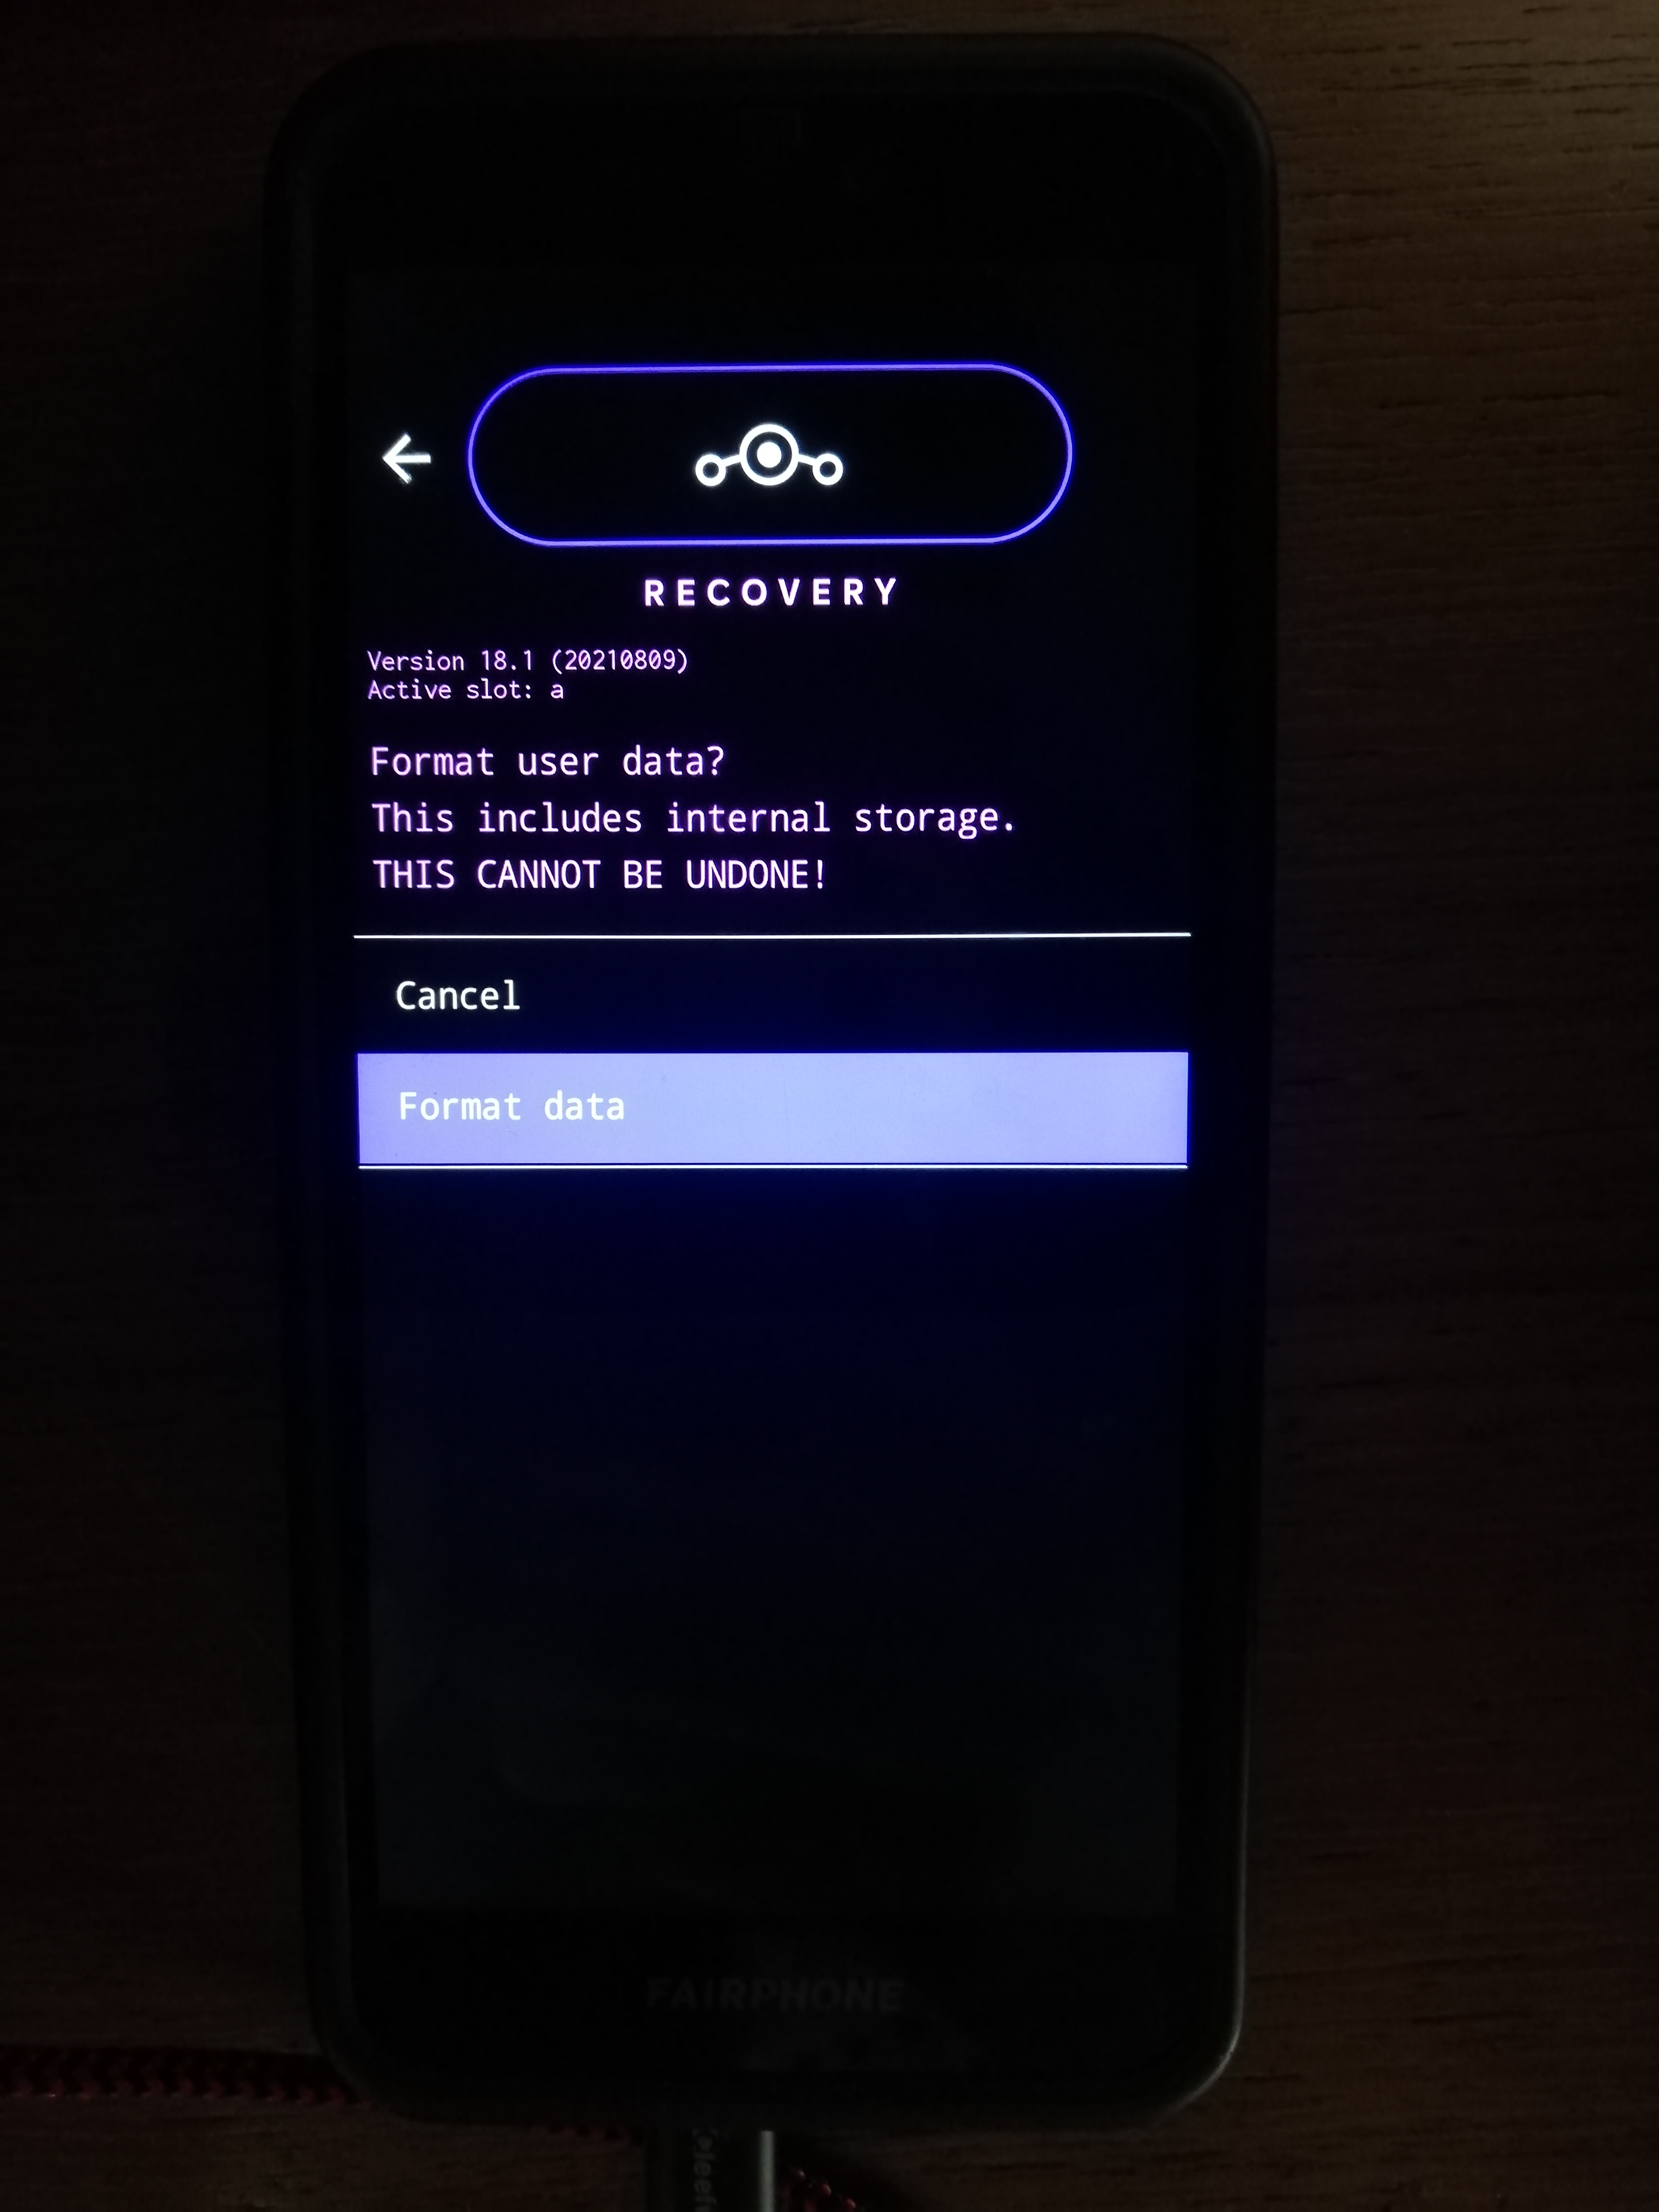 RECOVERY
Version 18.1 (20210809)
Active slot: a
Format user data?
This includes internal storage.
THIS CANNOT BE UNDONE!
Cancel
Format data
FAIRPHONE